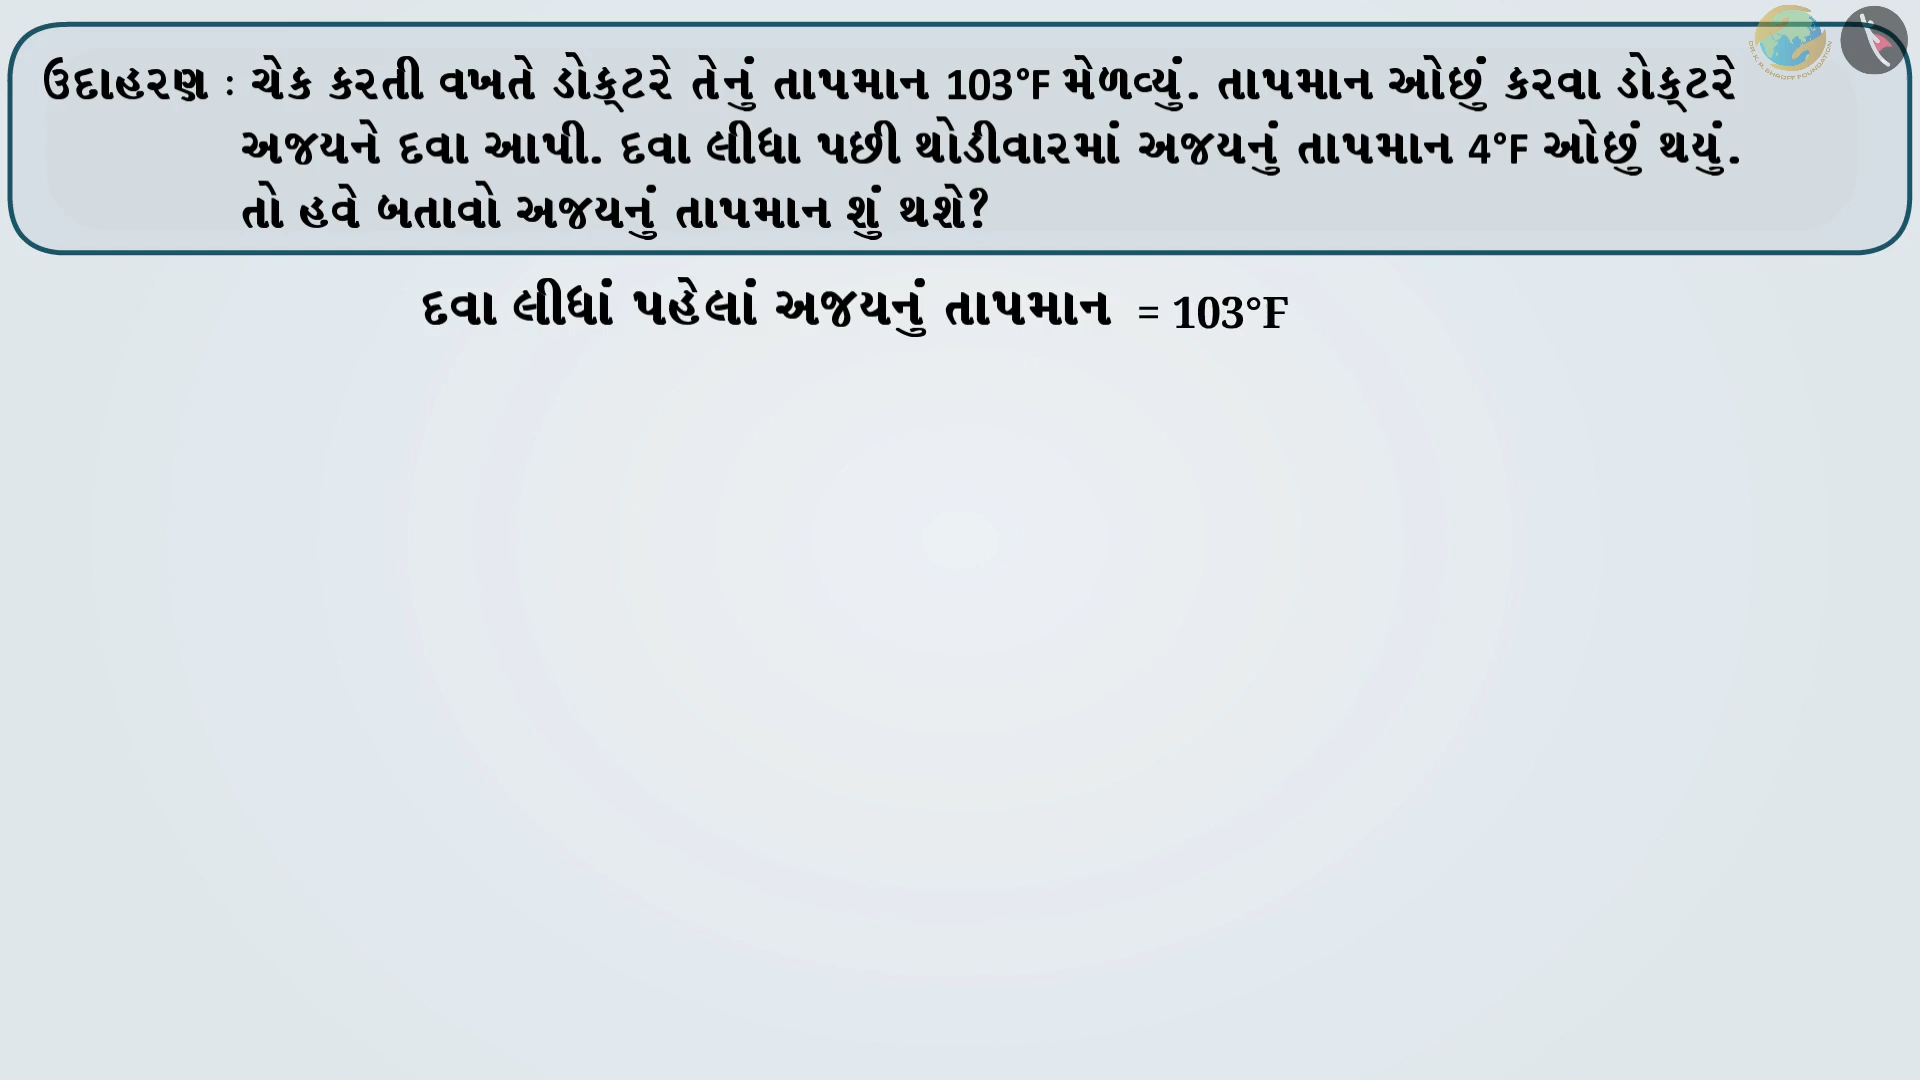 ઉદાહરણ : ચેક કરતી વખતે ડોક્ટરે તેનું તાપમાન 103°F મેળવ્યું. તાપમાન ઓછું કરવા ડોક્ટરે
અજયને દવા આપી. દવા લીધા પછી થોડીવારમાં અજયનું તાપમાન 4°F ઓછું થયું.
તો હવે બતાવો અજયનું તાપમાન શું થશે?
દવા લીધાં પહેલાં અજયનું તાપમાન = 103°F